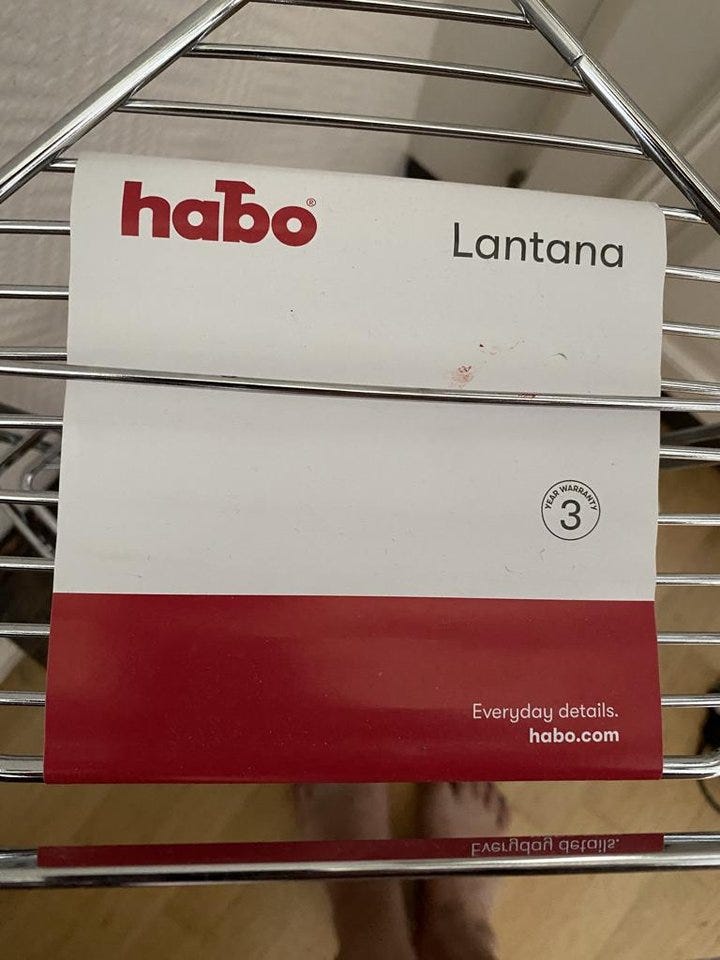 habo®
Lantana
YEAR WARRANTY
3
Everyday details.
habo.com
Everyday details.